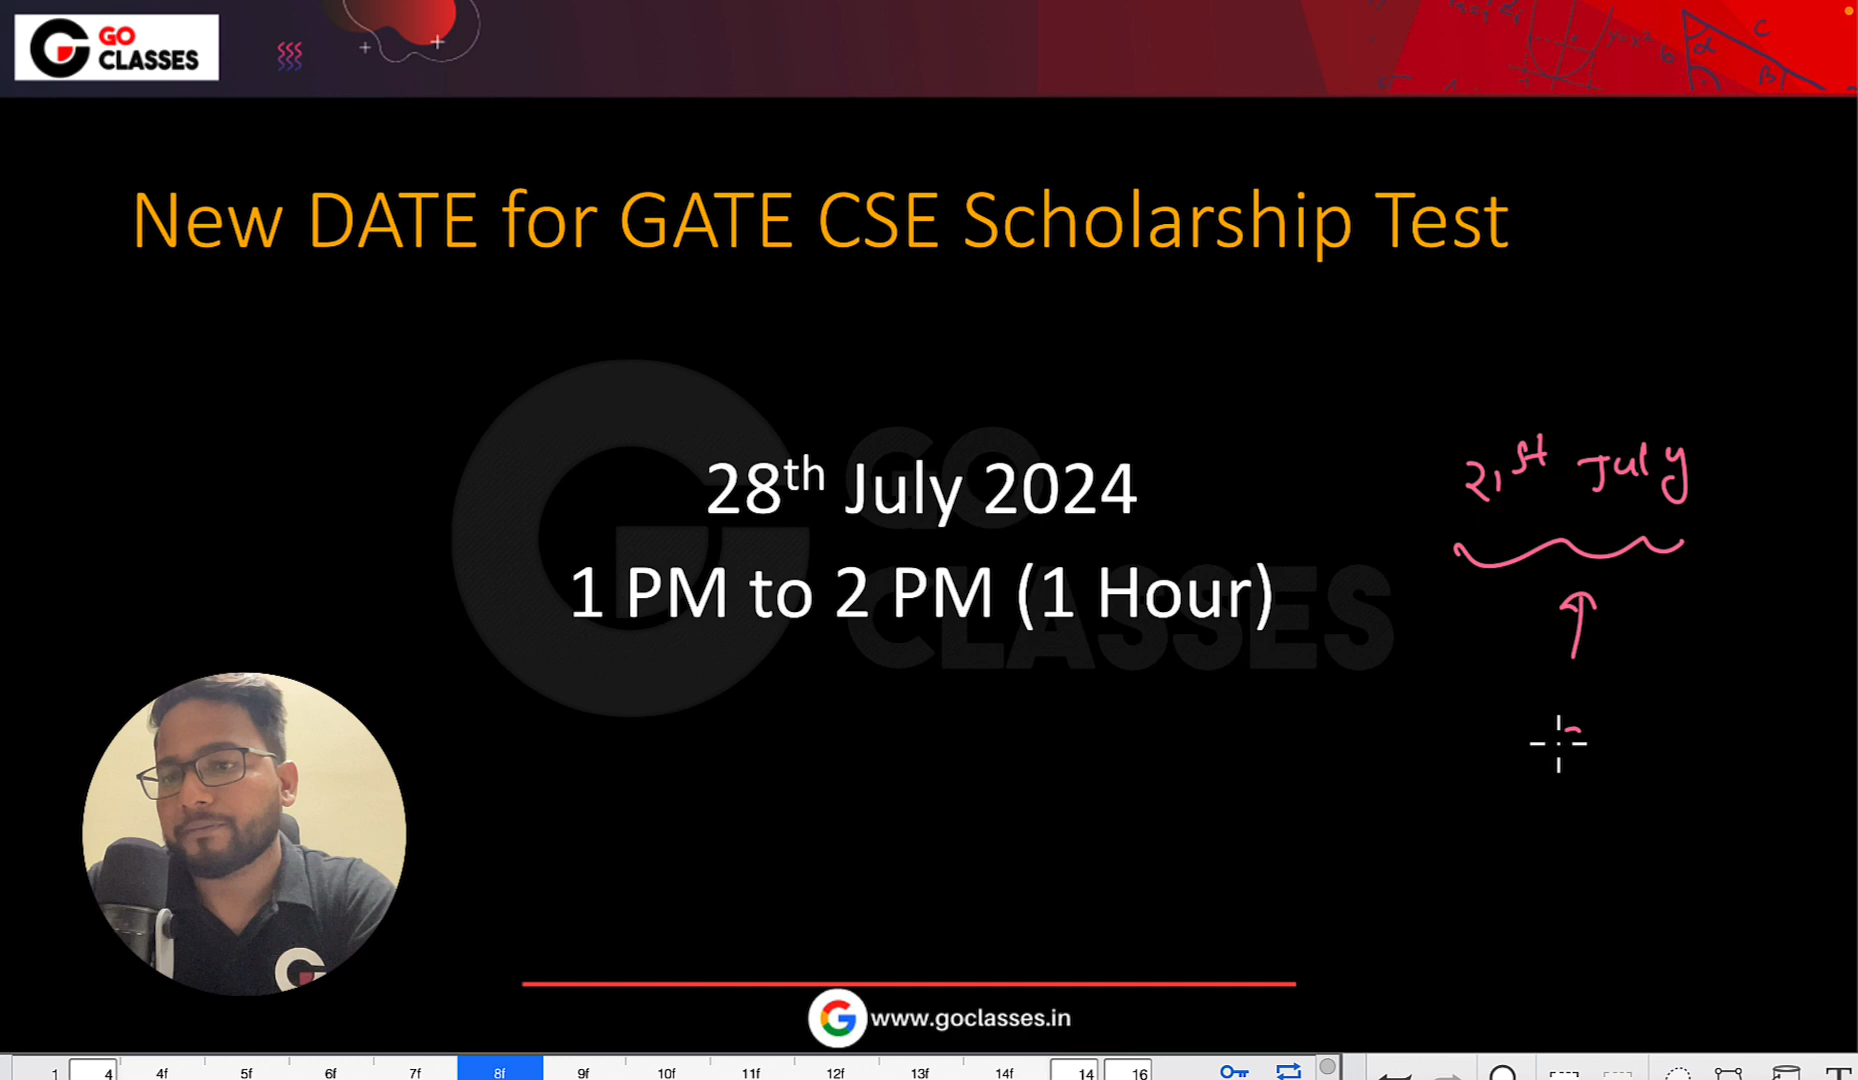 GO
CLASSES
New DATE for GATE CSE Scholarship Test
GO
CLASSES
28th July 2024
1 PM to 2 PM (1 Hour)
21st July
www.goclasses.in
1 4 4f 5f 6f 7f 8f 9f 10f 11f 12f 13f 14f 14 16